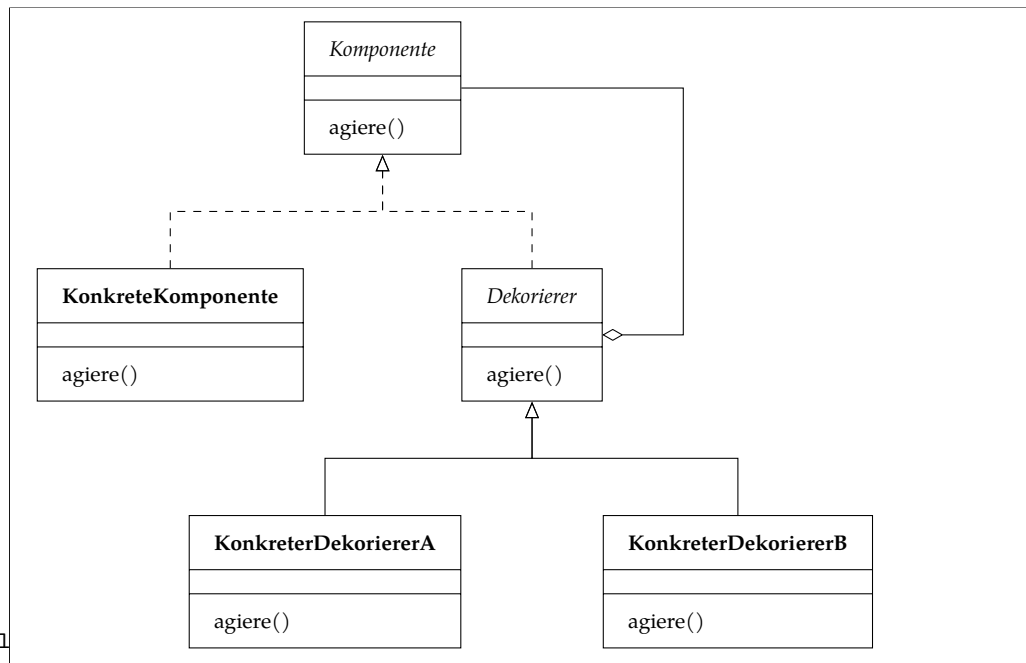 Komponente
agiere()
KonkreteKomponente
Dekorierer
agiere()
agiere()
KonkreterDekoriererA
KonkreterDekoriererB
agiere()
agiere()